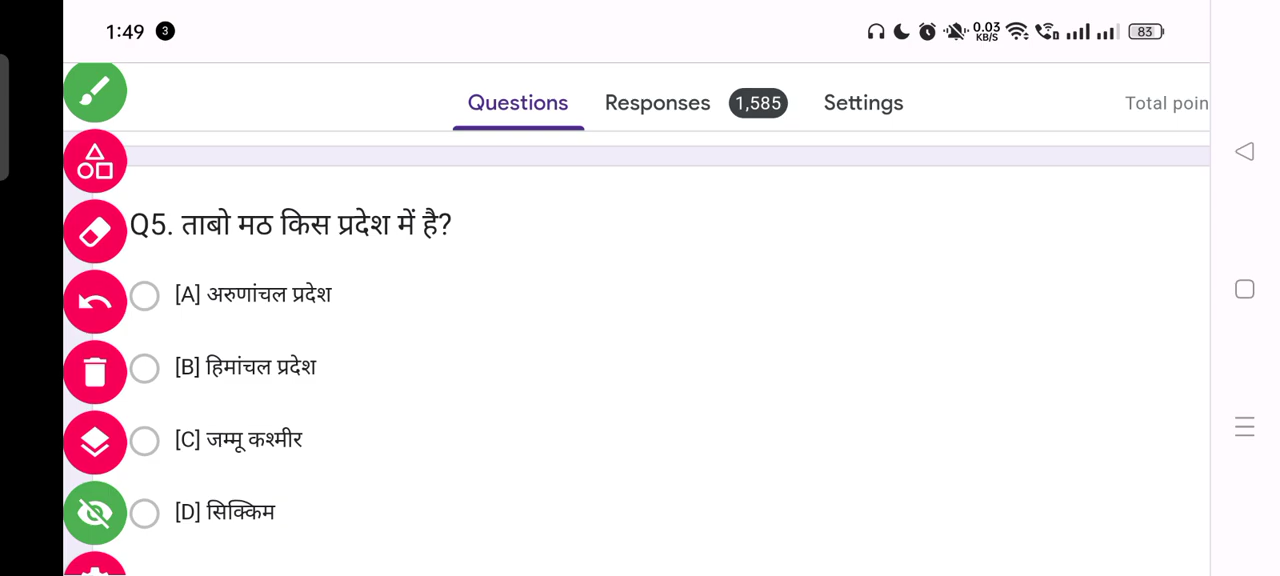 1:49 3 0.03 KB/S 83
Questions Responses 1,585 Settings Total poin
Q5. ताबो मठ किस प्रदेश में है?
[A] अरुणांचल प्रदेश
[B] हिमांचल प्रदेश
[C] जम्मू कश्मीर
[D] सिक्किम